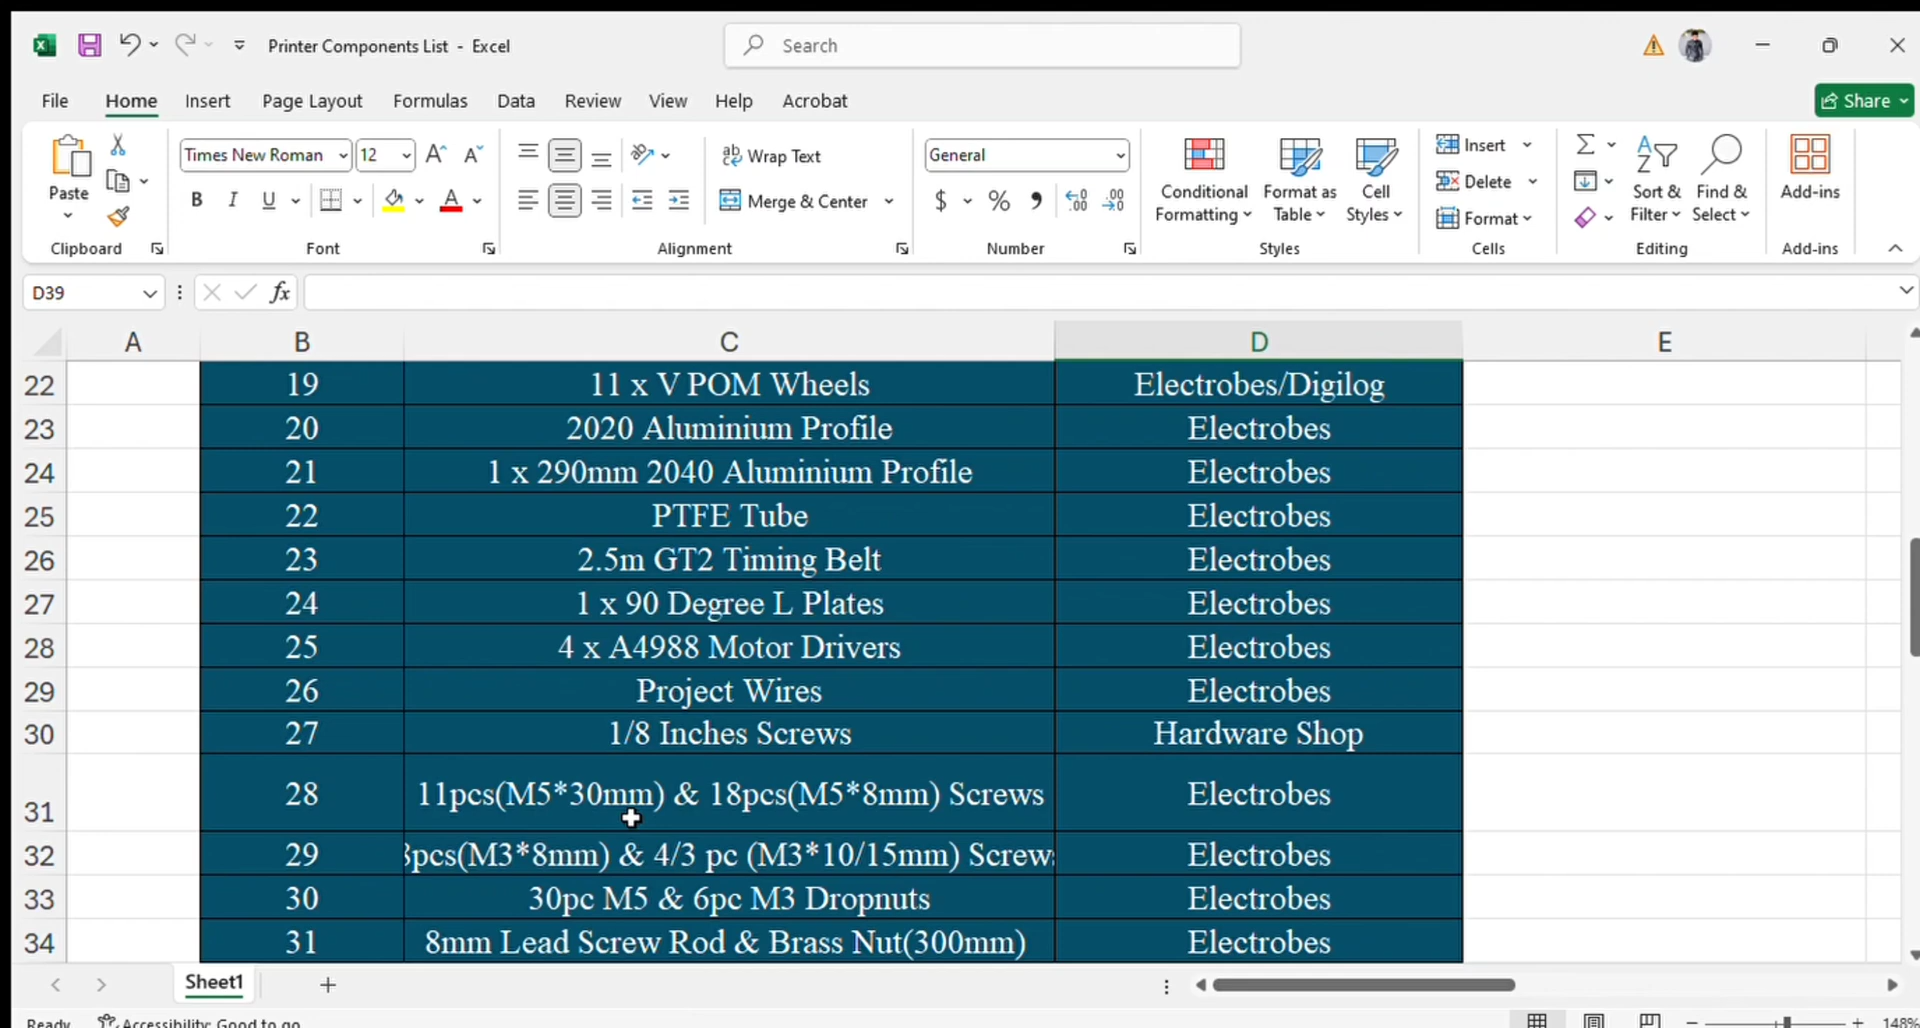 Printer Components List - Excel
Search
File Home Insert Page Layout Formulas Data Review View Help Acrobat
Share
Paste
Clipboard
Times New Roman 12
B I U
Font
Wrap Text
Merge & Center
Alignment
General
$ % 9
Number
Conditional Formatting
Format as Table
Cell Styles
Styles
Insert
Delete
Format
Cells
Sort & Filter
Find & Select
Editing
Add-ins
Add-ins
D39
fx
A B C D E
22 19 11 x V POM Wheels Electrobes/Digilog
23 20 2020 Aluminium Profile Electrobes
24 21 1 x 290mm 2040 Aluminium Profile Electrobes
25 22 PTFE Tube Electrobes
26 23 2.5m GT2 Timing Belt Electrobes
27 24 1 x 90 Degree L Plates Electrobes
28 25 4 x A4988 Motor Drivers Electrobes
29 26 Project Wires Electrobes
30 27 1/8 Inches Screws Hardware Shop
31 28 11pcs(M5*30mm) & 18pcs(M5*8mm) Screws Electrobes
32 29 pcs(M3*8mm) & 4/3 pc (M3*10/15mm) Screws Electrobes
33 30 30pc M5 & 6pc M3 Dropnuts Electrobes
34 31 8mm Lead Screw Rod & Brass Nut(300mm) Electrobes
Sheet1
Ready Accessibility: Good to go 148%